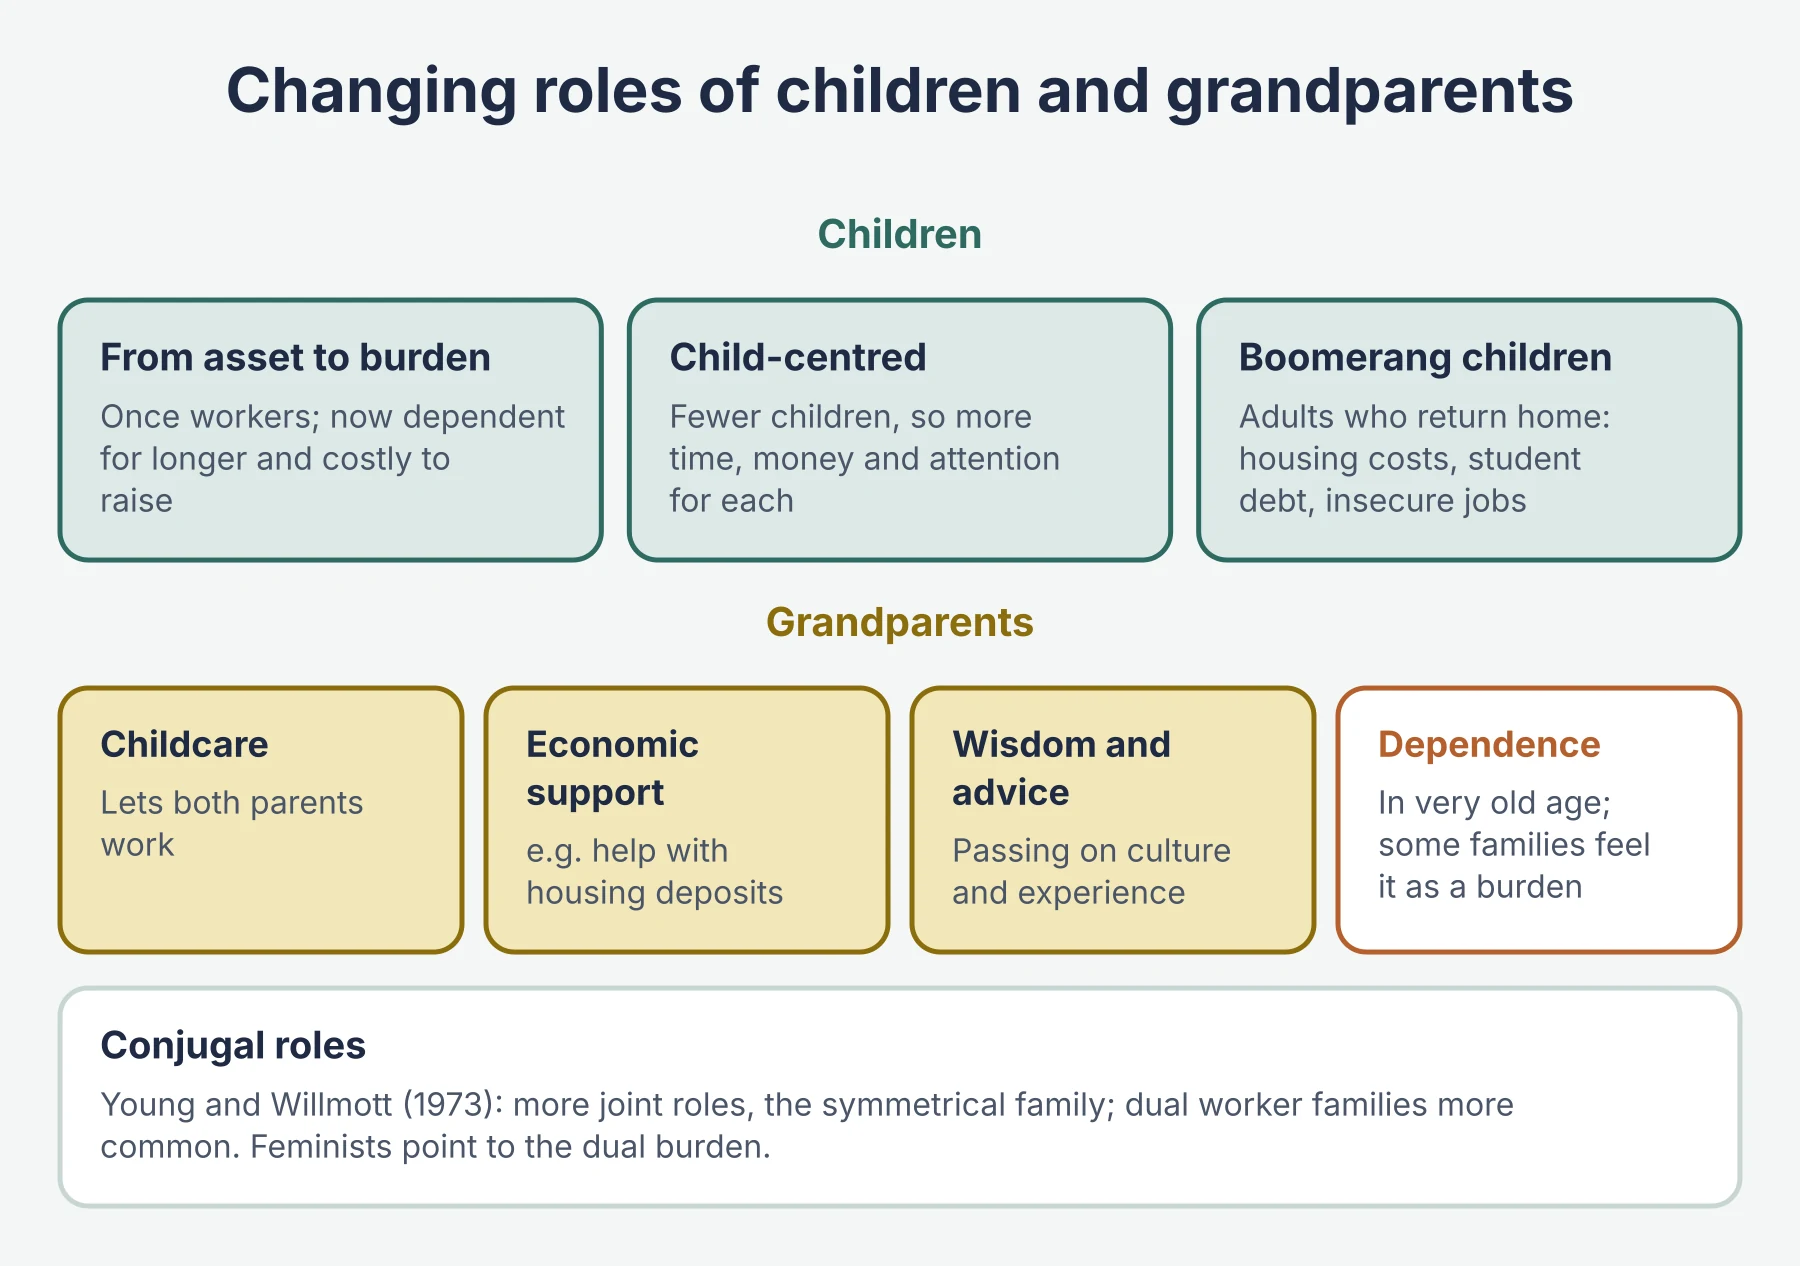 Changing roles of children and grandparents
Children
From asset to burden
Once workers; now dependent
for longer and costly to
raise
Child-centred
Fewer children, so more
time, money and attention
for each
Boomerang children
Adults who return home:
housing costs, student
debt, insecure jobs
Grandparents
Childcare
Lets both parents
work
Economic
support
e.g. help with
housing deposits
Wisdom and
advice
Passing on culture
and experience
Dependence
In very old age;
some families feel
it as a burden
Conjugal roles
Young and Willmott (1973): more joint roles, the symmetrical family; dual worker families more
common. Feminists point to the dual burden.